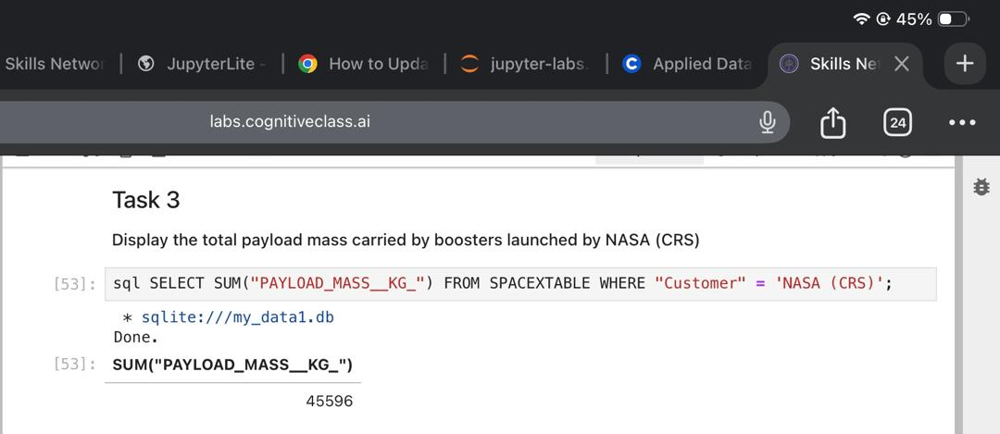 45%
Skills Networ
JupyterLite -
How to Upda
jupyter-labs.
Applied Data
Skills Net
labs.cognitiveclass.ai
24
Task 3
Display the total payload mass carried by boosters launched by NASA (CRS)
[53]: sql SELECT SUM("PAYLOAD_MASS__KG_") FROM SPACEXTABLE WHERE "Customer" = 'NASA (CRS)';
* sqlite:///my_data1.db
Done.
[53]: SUM("PAYLOAD_MASS__KG_")
45596